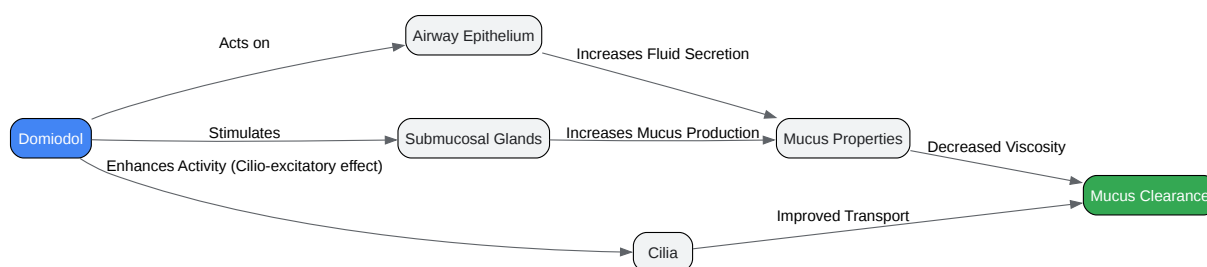 Airway Epithelium
Acts on
Increases Fluid Secretion
Domiodol
Stimulates
Submucosal Glands
Increases Mucus Production
Mucus Properties
Decreased Viscosity
Enhances Activity (Cilio-excitatory effect)
Mucus Clearance
Improved Transport
Cilia